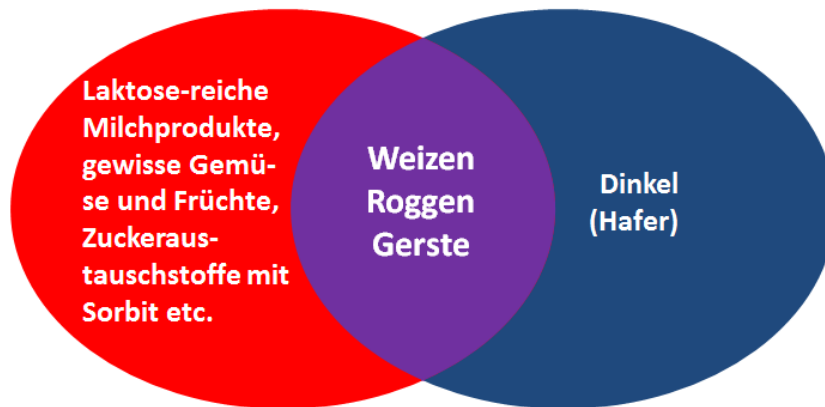 Laktose-reiche
Milchprodukte,
gewisse Gemü-
se und Früchte,
Zuckeraus-
tauschstoffe mit
Sorbit etc.
Weizen
Roggen
Gerste
Dinkel
(Hafer)